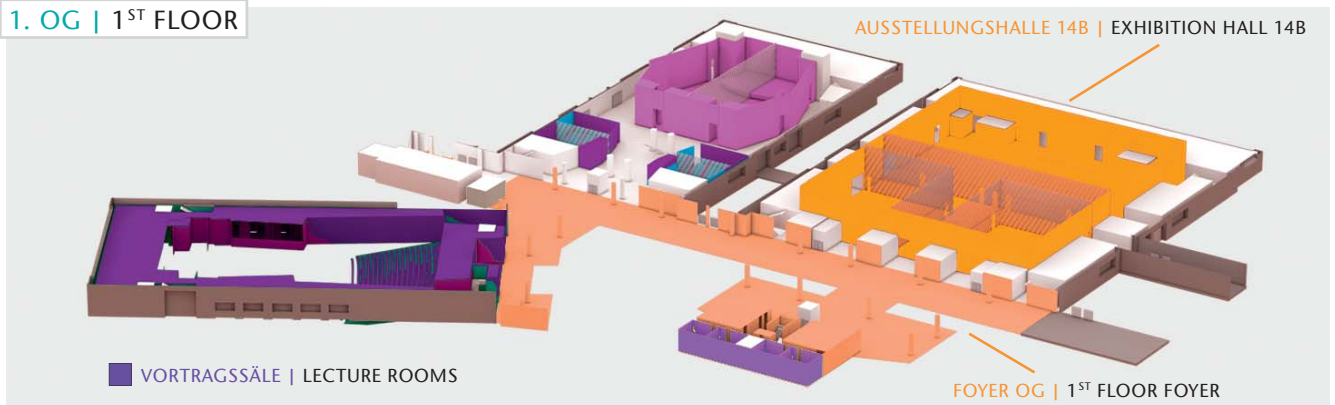 1. OG | 1ST FLOOR
AUSSTELLUNGSHALLE 14B | EXHIBITION HALL 14B
VORTRAGSSÄLE | LECTURE ROOMS
FOYER OG | 1ST FLOOR FOYER